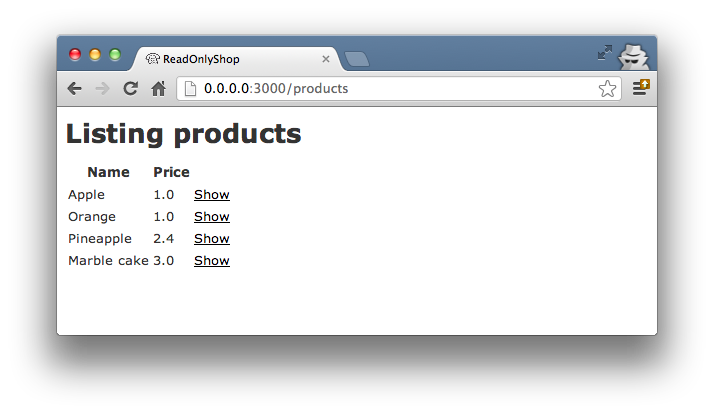 ReadOnlyShop
0.0.0.0:3000/products
Listing products
Name Price
Apple 1.0 Show
Orange 1.0 Show
Pineapple 2.4 Show
Marble cake 3.0 Show